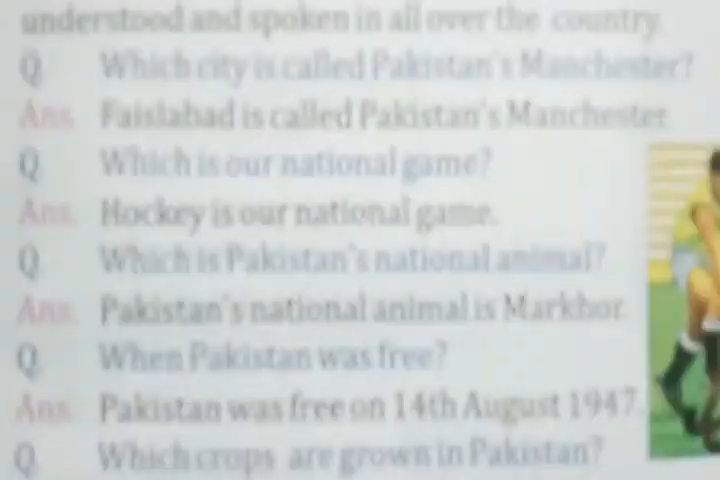 understood and spoken in all over the country.
Q. Which city is called Pakistan's Manchester?
Ans. Faislabad is called Pakistan's Manchester.
Q. Which is our national game?
Ans. Hockey is our national game.
Q. Which is Pakistan's national animal?
Ans. Pakistan's national animal is Markhor.
Q. When Pakistan was free?
Ans. Pakistan was free on 14th August 1947.
Q. Which crops are grown in Pakistan?